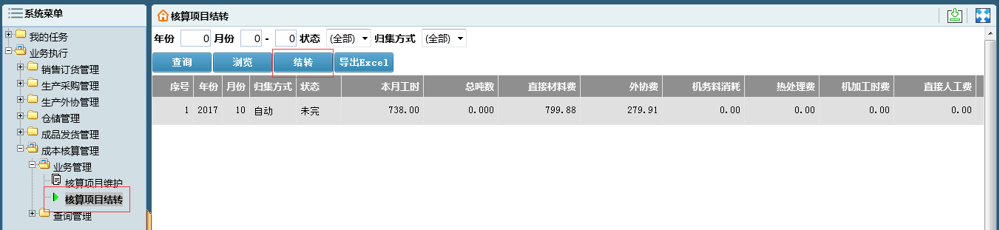 系统菜单
我的任务
业务执行
销售订货管理
生产采购管理
生产外协管理
仓储管理
成品发货管理
成本核算管理
业务管理
核算项目维护
核算项目结转
查询管理
核算项目结转
年份 0 月份 0 - 0 状态 (全部) 归集方式 (全部)
查询 浏览 结转 导出Excel
序号 年份 月份 归集方式 状态 本月工时 总吨数 直接材料费 外协费 机务料消耗 热处理费 机加工时费 直接人工费
1 2017 10 自动 未完 738.00 0.000 799.88 279.91 0.00 0.00 0.00 0.00